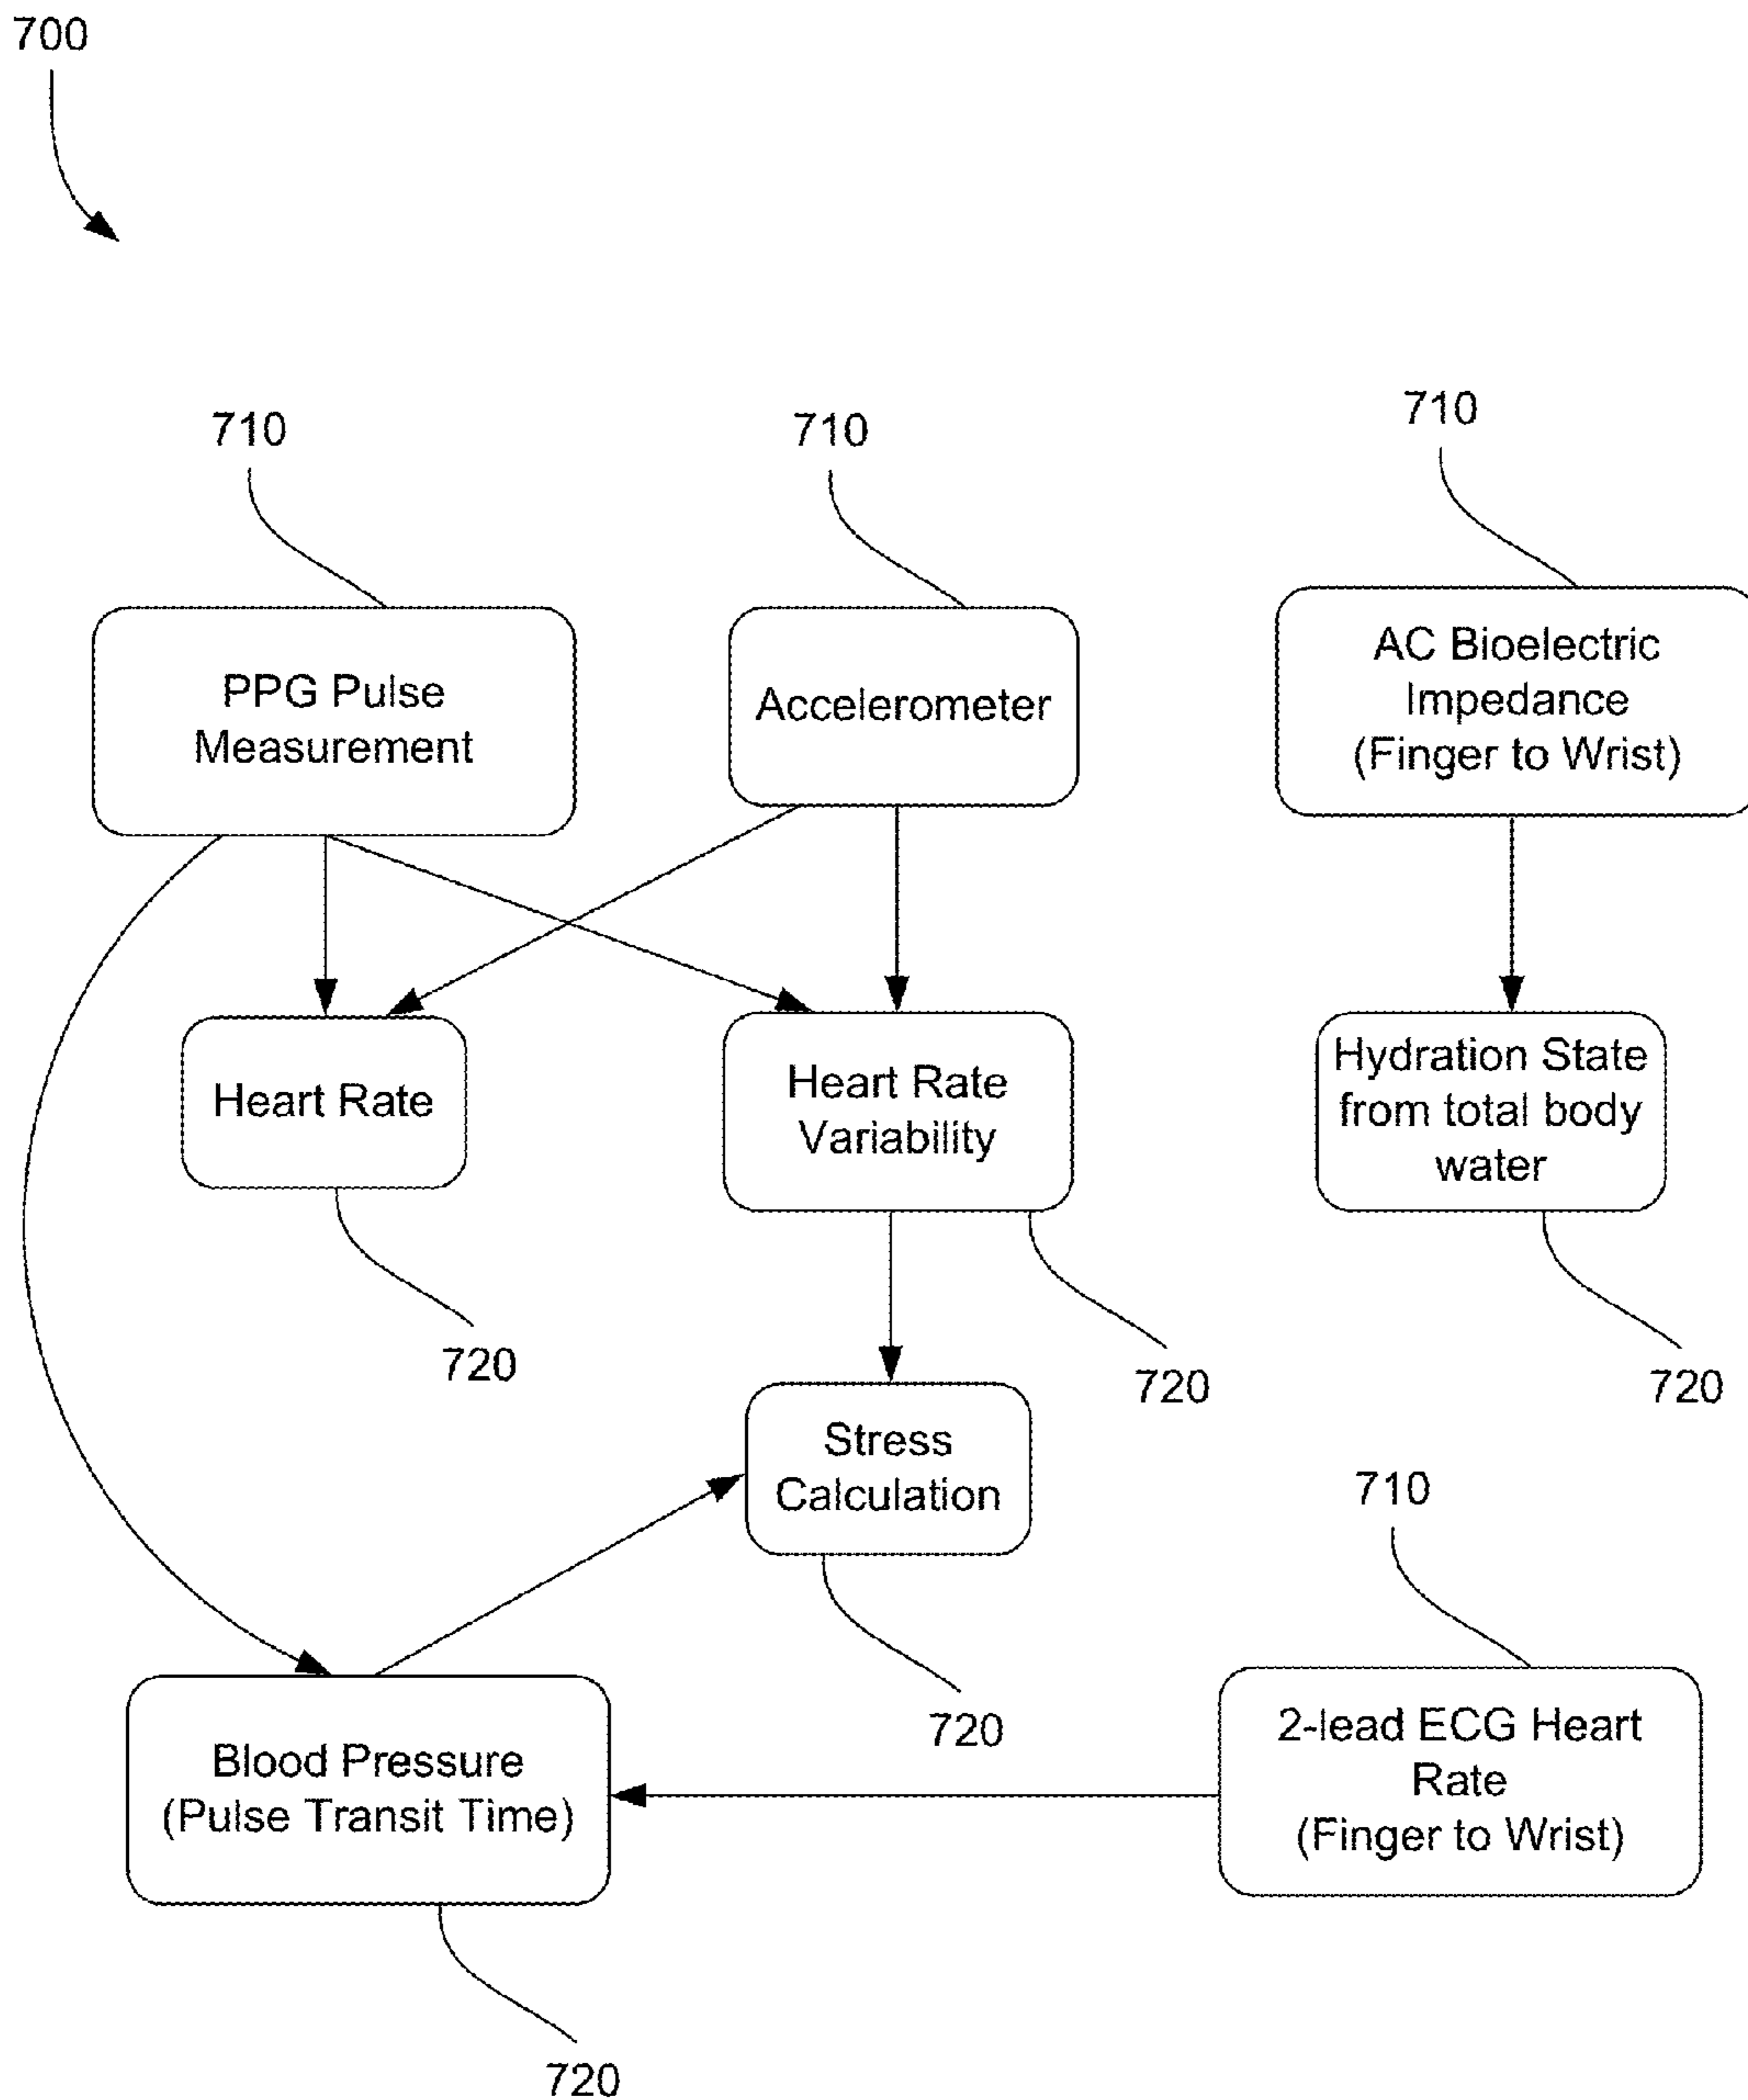 700
710
710
710
PPG Pulse
Measurement
Accelerometer
AC Bioelectric
Impedance
(Finger to Wrist)
Heart Rate
Heart Rate
Variability
Hydration State
from total body
water
720
720
720
Stress
Calculation
710
720
Blood Pressure
(Pulse Transit Time)
2-lead ECG Heart
Rate
(Finger to Wrist)
720